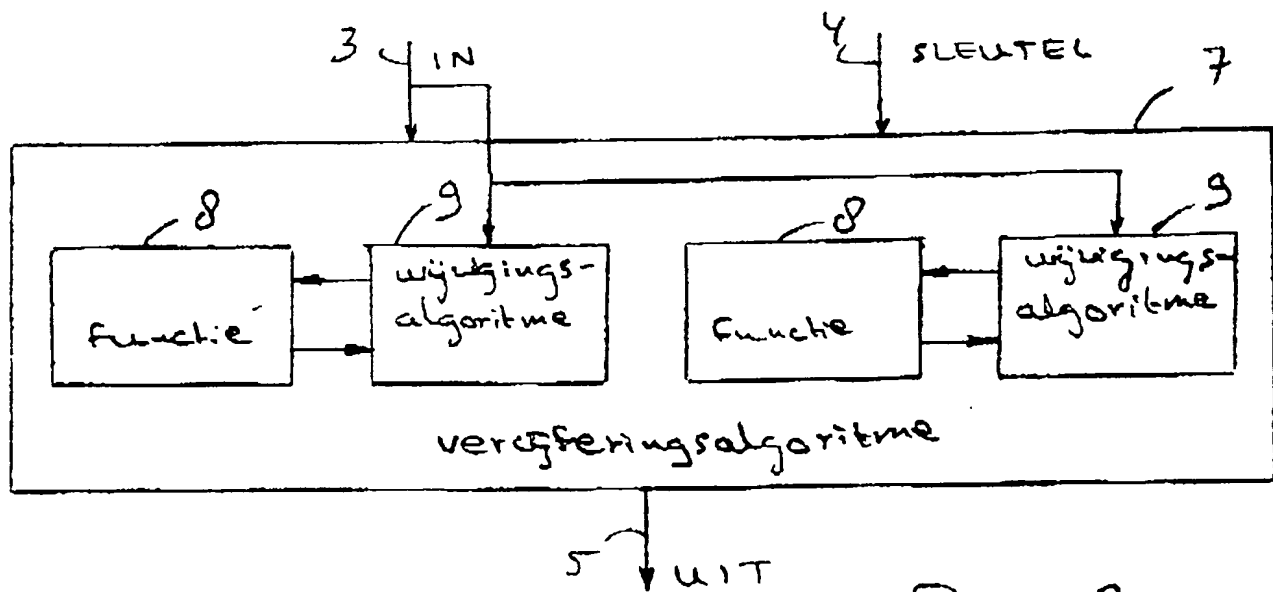 3 IN
4 SLEUTEL
7
8
9
8
9
functie
wijzigings-
algoritme
functie
wijzigings-
algoritme
vercijferingsalgoritme
5 UIT